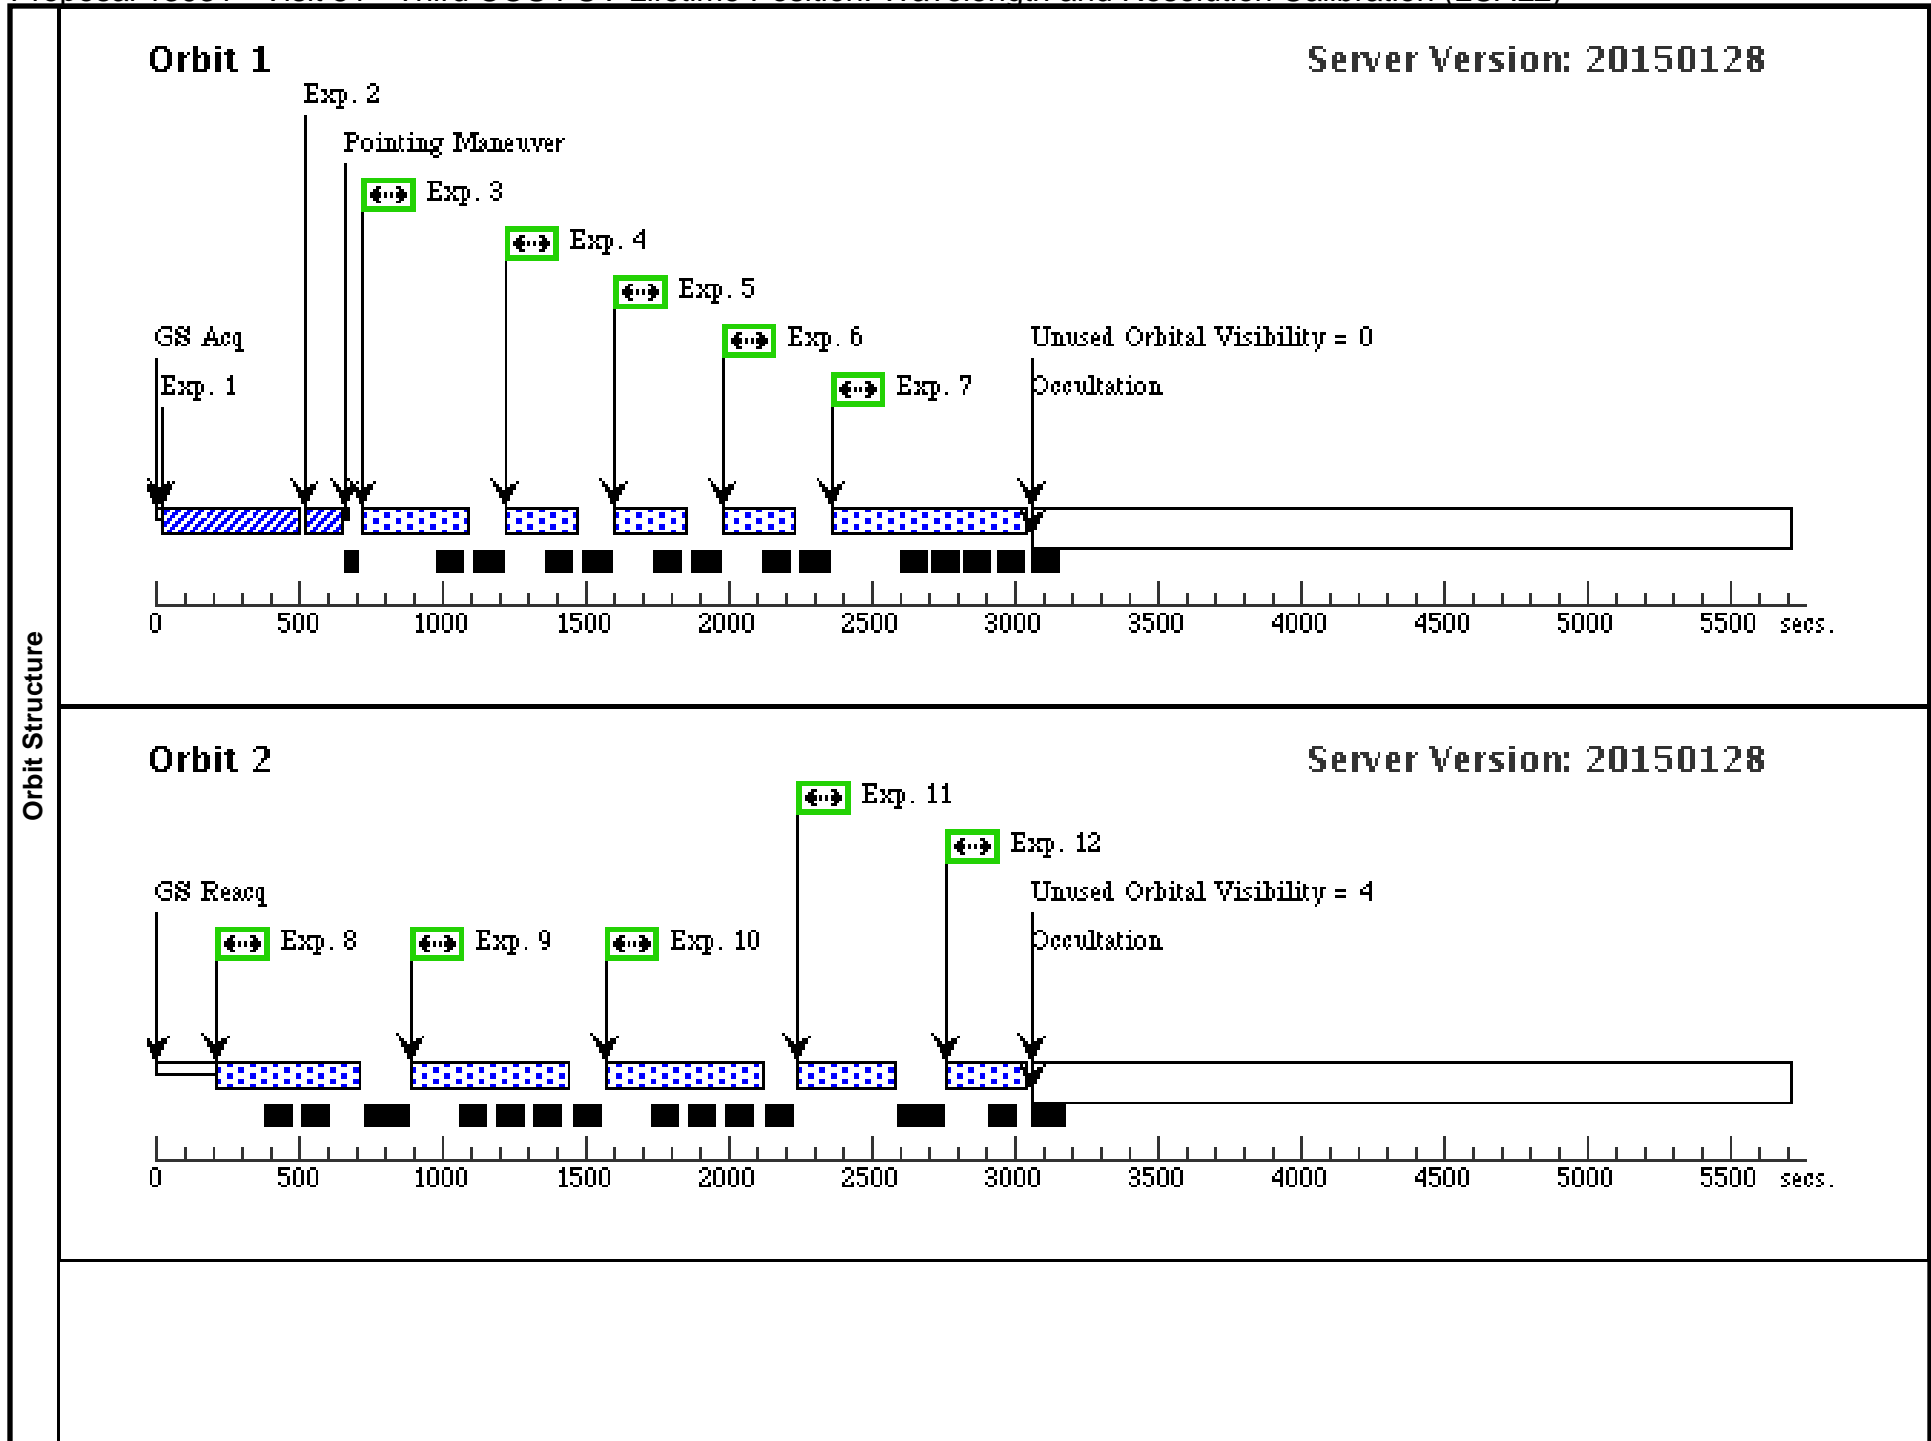 Orbit Structure
Orbit 1
Server Version: 20150128
Exp. 2
Pointing Maneuver
Exp. 3
Exp. 4
Exp. 5
GS Acq
Exp. 6
Unused Orbital Visibility = 0
Exp. 1
Exp. 7
Occultation
0 500 1000 1500 2000 2500 3000 3500 4000 4500 5000 5500 secs.
Orbit 2
Server Version: 20150128
Exp. 11
Exp. 12
GS Reacq
Unused Orbital Visibility = 4
Exp. 8
Exp. 9
Exp. 10
Occultation
0 500 1000 1500 2000 2500 3000 3500 4000 4500 5000 5500 secs.